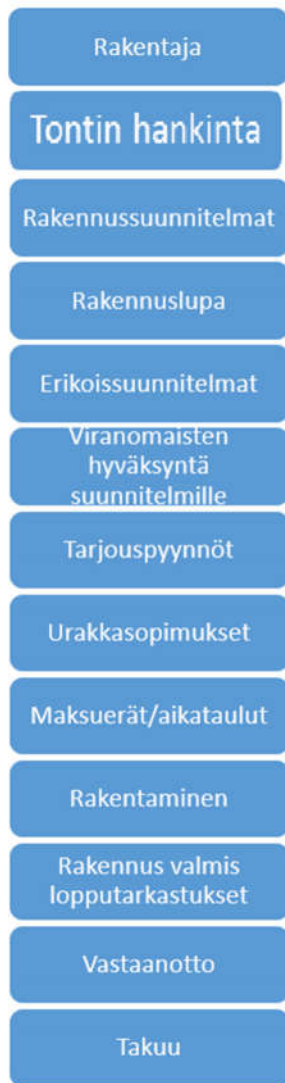 Rakentaja
Tontin hankinta
Rakennussuunnitelmat
Rakennuslupa
Erikoissuunnitelmat
Viranomaisten
hyväksyntä
suunnitelmille
Tarjouspyynnöt
Urakkasopimukset
Maksuerät/aikataulut
Rakentaminen
Rakennus valmis
lopputarkastukset
Vastaanotto
Takuu